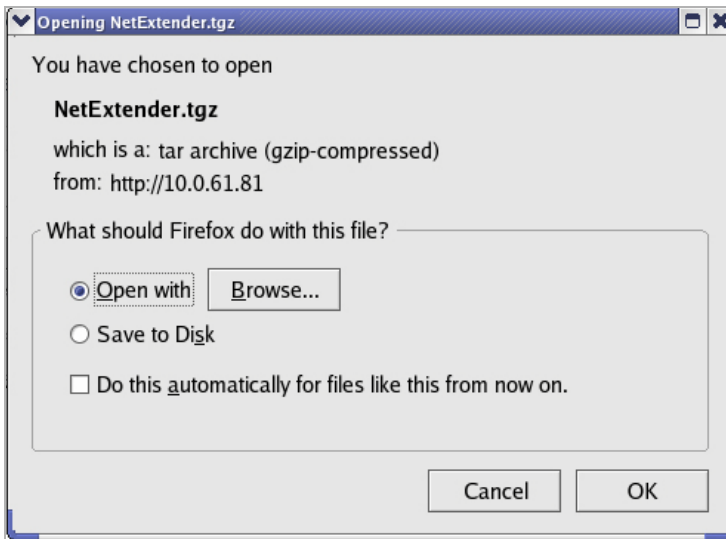 Opening NetExtender.tgz
You have chosen to open
NetExtender.tgz
which is a: tar archive (gzip-compressed)
from: http://10.0.61.81
What should Firefox do with this file?
Open with Browse...
Save to Disk
Do this automatically for files like this from now on.
Cancel OK